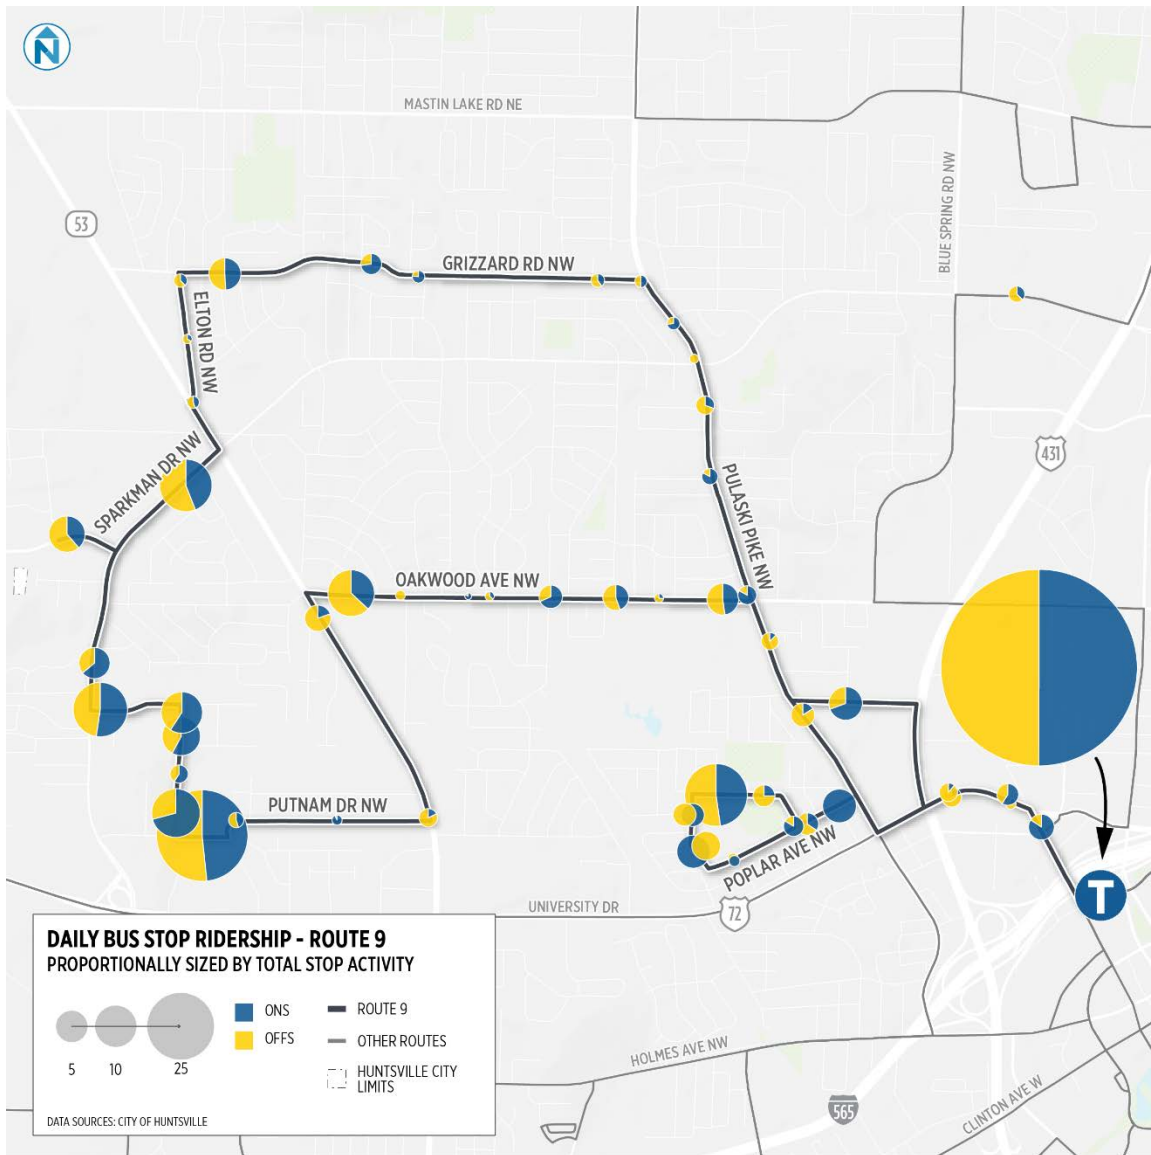 N
MASTIN LAKE RD NE
53
BLUE SPRING RD NW
GRIZZARD RD NW
ELTON RD NW
SPARKMAN DR NW
431
PULASKI PIKE NW
OAKWOOD AVE NW
PUTNAM DR NW
POPLAR AVE NW
T
UNIVERSITY DR
72
DAILY BUS STOP RIDERSHIP - ROUTE 9
PROPORTIONALLY SIZED BY TOTAL STOP ACTIVITY
ONS
OFFS
ROUTE 9
OTHER ROUTES
HUNTSVILLE CITY
LIMITS
5 10 25
DATA SOURCES: CITY OF HUNTSVILLE
HOLMES AVE NW
565
CLINTON AVE W